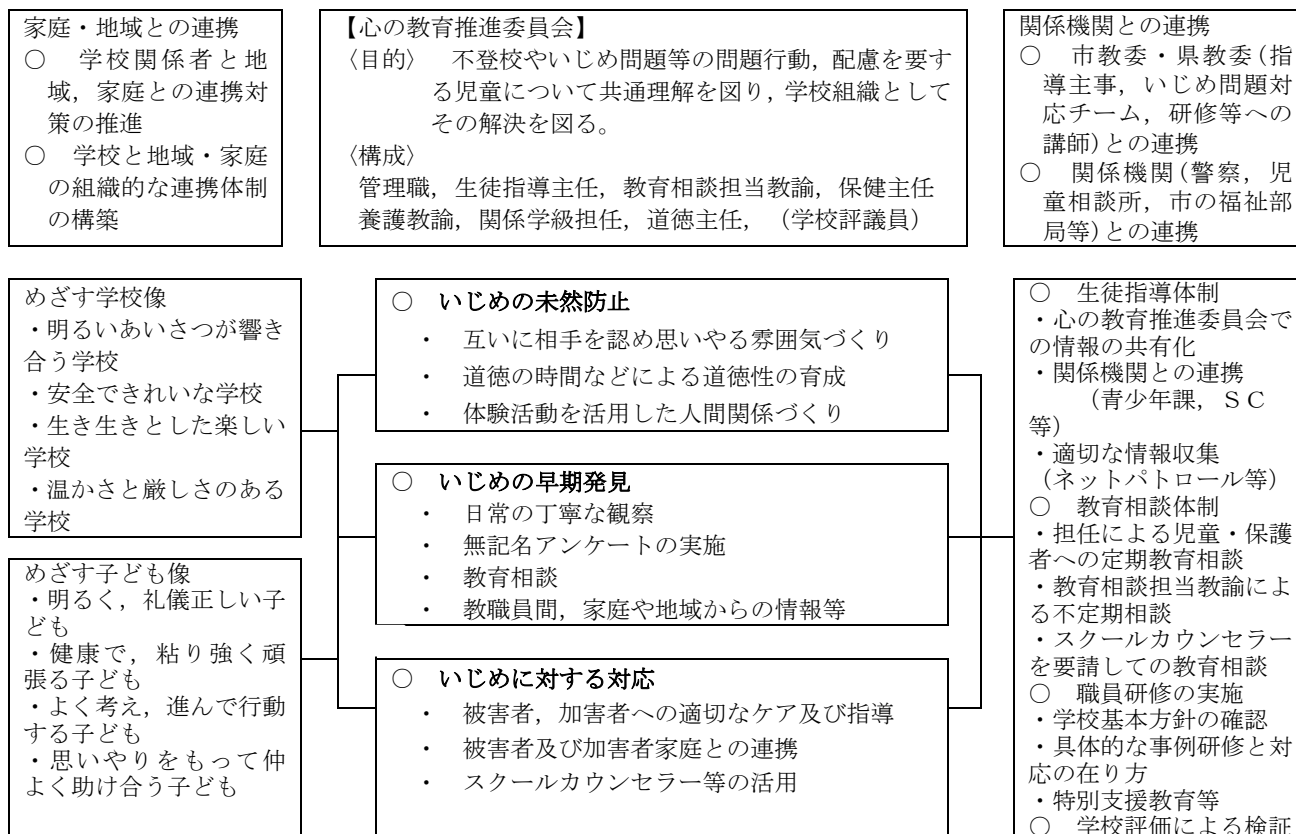 家庭・地域との連携
○　学校関係者と地
域，家庭との連携対
策の推進
○　学校と地域・家庭
の組織的な連携体制
の構築
【心の教育推進委員会】
〈目的〉　不登校やいじめ問題等の問題行動，配慮を要す
る児童について共通理解を図り，学校組織として
その解決を図る。
〈構成〉
管理職，生徒指導主任，教育相談担当教諭，保健主任
養護教諭，関係学級担任，道徳主任，（学校評議員）
関係機関との連携
○　市教委・県教委(指
導主事，いじめ問題対
応チーム，研修等への
講師)との連携
○　関係機関(警察，児
童相談所，市の福祉部
局等)との連携
めざす学校像
・明るいあいさつが響き
合う学校
・安全できれいな学校
・生き生きとした楽しい
学校
・温かさと厳しさのある
学校
めざす子ども像
・明るく，礼儀正しい子
ども
・健康で，粘り強く頑
張る子ども
・よく考え，進んで行動
する子ども
・思いやりをもって仲
よく助け合う子ども
○　いじめの未然防止
・　互いに相手を認め思いやる雰囲気づくり
・　道徳の時間などによる道徳性の育成
・　体験活動を活用した人間関係づくり
○　いじめの早期発見
・　日常の丁寧な観察
・　無記名アンケートの実施
・　教育相談
・　教職員間，家庭や地域からの情報等
○　いじめに対する対応
・　被害者，加害者への適切なケア及び指導
・　被害者及び加害者家庭との連携
・　スクールカウンセラー等の活用
○　生徒指導体制
・心の教育推進委員会で
の情報の共有化
・関係機関との連携
（青少年課，ＳＣ
等）
・適切な情報収集
（ネットパトロール等）
○　教育相談体制
・担任による児童・保護
者への定期教育相談
・教育相談担当教諭によ
る不定期相談
・スクールカウンセラー
を要請しての教育相談
○　職員研修の実施
・学校基本方針の確認
・具体的な事例研修と対
応の在り方
・特別支援教育等
○　学校評価による検証